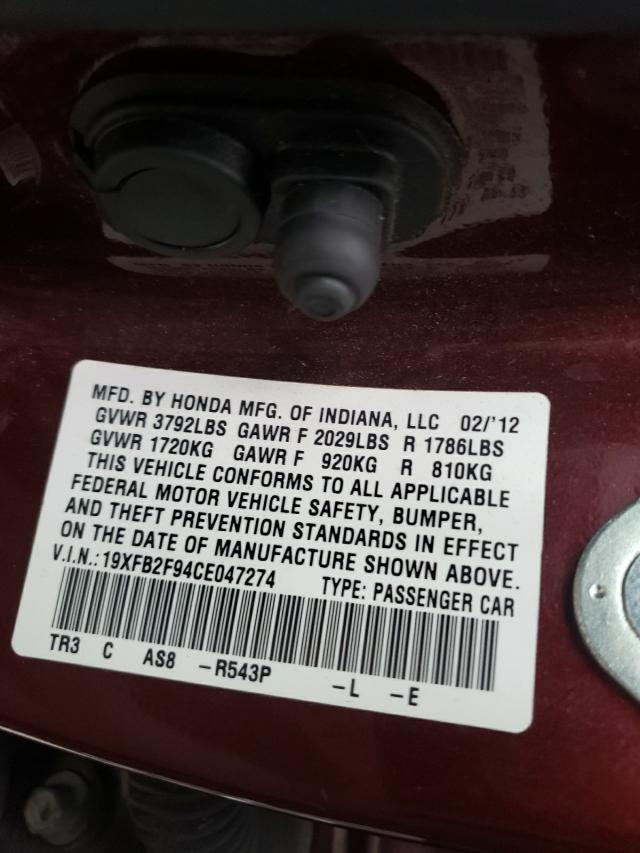 MFD. BY HONDA MFG. OF INDIANA, LLC 02/'12
GVWR 3792LBS GAWR F 2029LBS R 1786LBS
GVWR 1720KG GAWR F 920KG R 810KG
THIS VEHICLE CONFORMS TO ALL APPLICABLE
FEDERAL MOTOR VEHICLE SAFETY, BUMPER,
AND THEFT PREVENTION STANDARDS IN EFFECT
ON THE DATE OF MANUFACTURE SHOWN ABOVE.
V.I.N.:19XFB2F94CE047274 TYPE: PASSENGER CAR
TR3 C AS8 -R543P -L -E